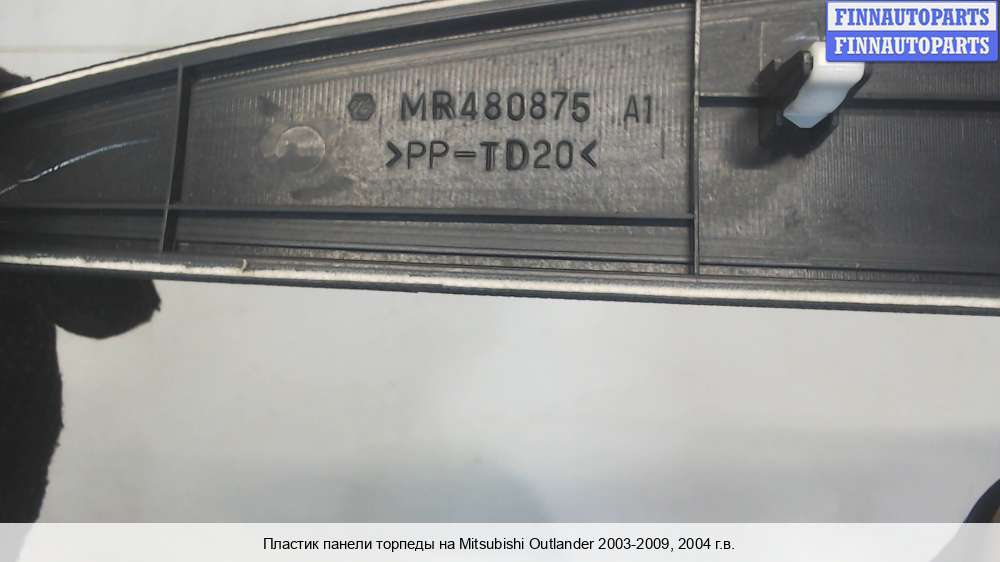 FINNAUTOPARTS
FINNAUTOPARTS
MR480875 A1
>PP-TD20<
Пластик панели торпеды на Mitsubishi Outlander 2003-2009, 2004 г.в.